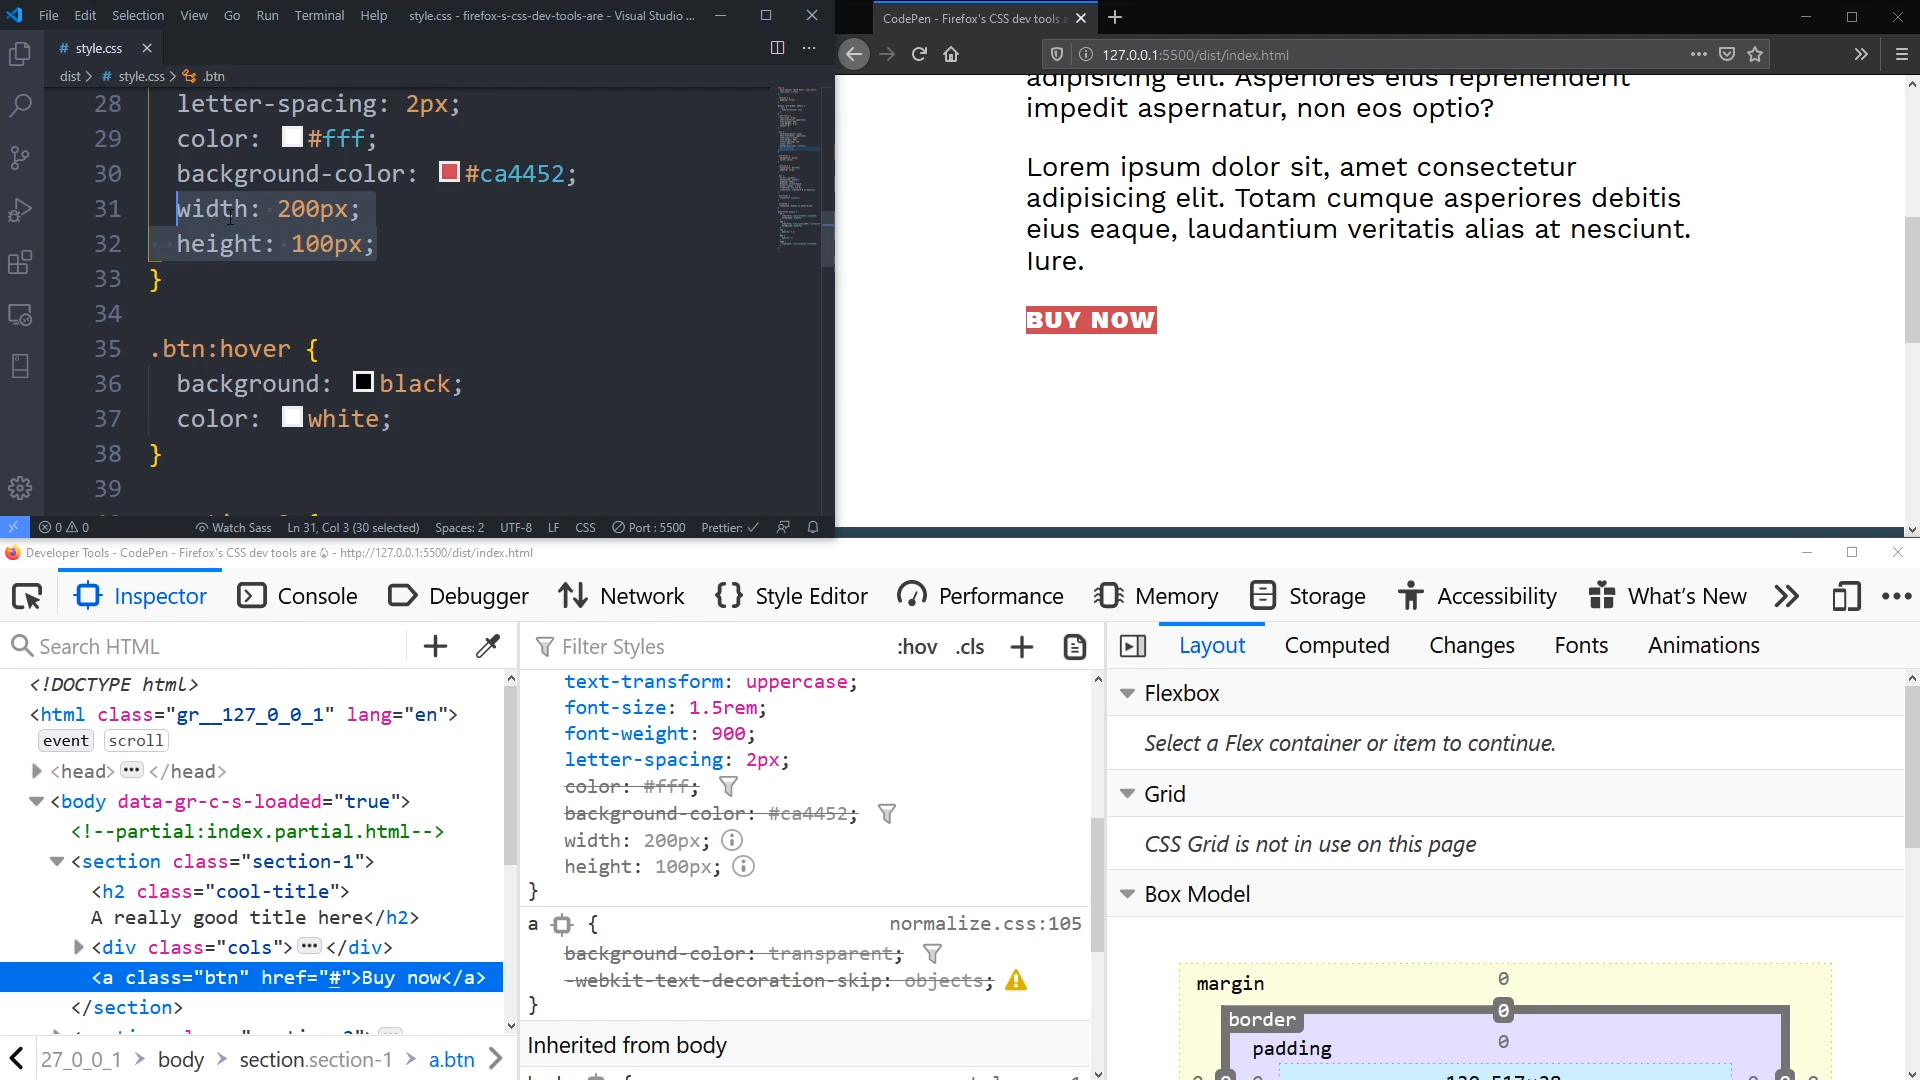 File Edit Selection View Go Run Terminal Help style.css - firefox-s-css-dev-tools-are - Visual Studio ...
# style.css
dist > # style.css > .btn
28 letter-spacing: 2px;
29 color: #fff;
30 background-color: #ca4452;
31 width: 200px;
32 height: 100px;
33 }
34
35 .btn:hover {
36 background: black;
37 color: white;
38 }
39
0 0 Watch Sass Ln 31, Col 3 (30 selected) Spaces: 2 UTF-8 LF CSS Port : 5500 Prettier: ✓
CodePen - Firefox's CSS dev tools
127.0.0.1:5500/dist/index.html
adipisicing elit. Asperiores eius reprehenderit
impedit aspernatur, non eos optio?
Lorem ipsum dolor sit, amet consectetur
adipisicing elit. Totam cumque asperiores debitis
eius eaque, laudantium veritatis alias at nesciunt.
Iure.
BUY NOW
Developer Tools - CodePen - Firefox's CSS dev tools are - http://127.0.0.1:5500/dist/index.html
Inspector Console Debugger Network Style Editor Performance Memory Storage Accessibility What's New
Search HTML
<!DOCTYPE html>
<html class="gr__127_0_0_1" lang="en">
event scroll
<head> ••• </head>
<body data-gr-c-s-loaded="true">
<!--partial:index.partial.html-->
<section class="section-1">
<h2 class="cool-title">
A really good title here</h2>
<div class="cols"> ••• </div>
<a class="btn" href="#">Buy now</a>
</section>
27_0_0_1 > body > section.section-1 > a.btn
Filter Styles :hov .cls
text-transform: uppercase;
font-size: 1.5rem;
font-weight: 900;
letter-spacing: 2px;
color: #fff;
background-color: #ca4452;
width: 200px;
height: 100px;
}
a { normalize.css:105
background-color: transparent;
-webkit-text-decoration-skip: objects;
}
Inherited from body
Layout Computed Changes Fonts Animations
Flexbox
Select a Flex container or item to continue.
Grid
CSS Grid is not in use on this page
Box Model
margin 0
border 0
padding 0